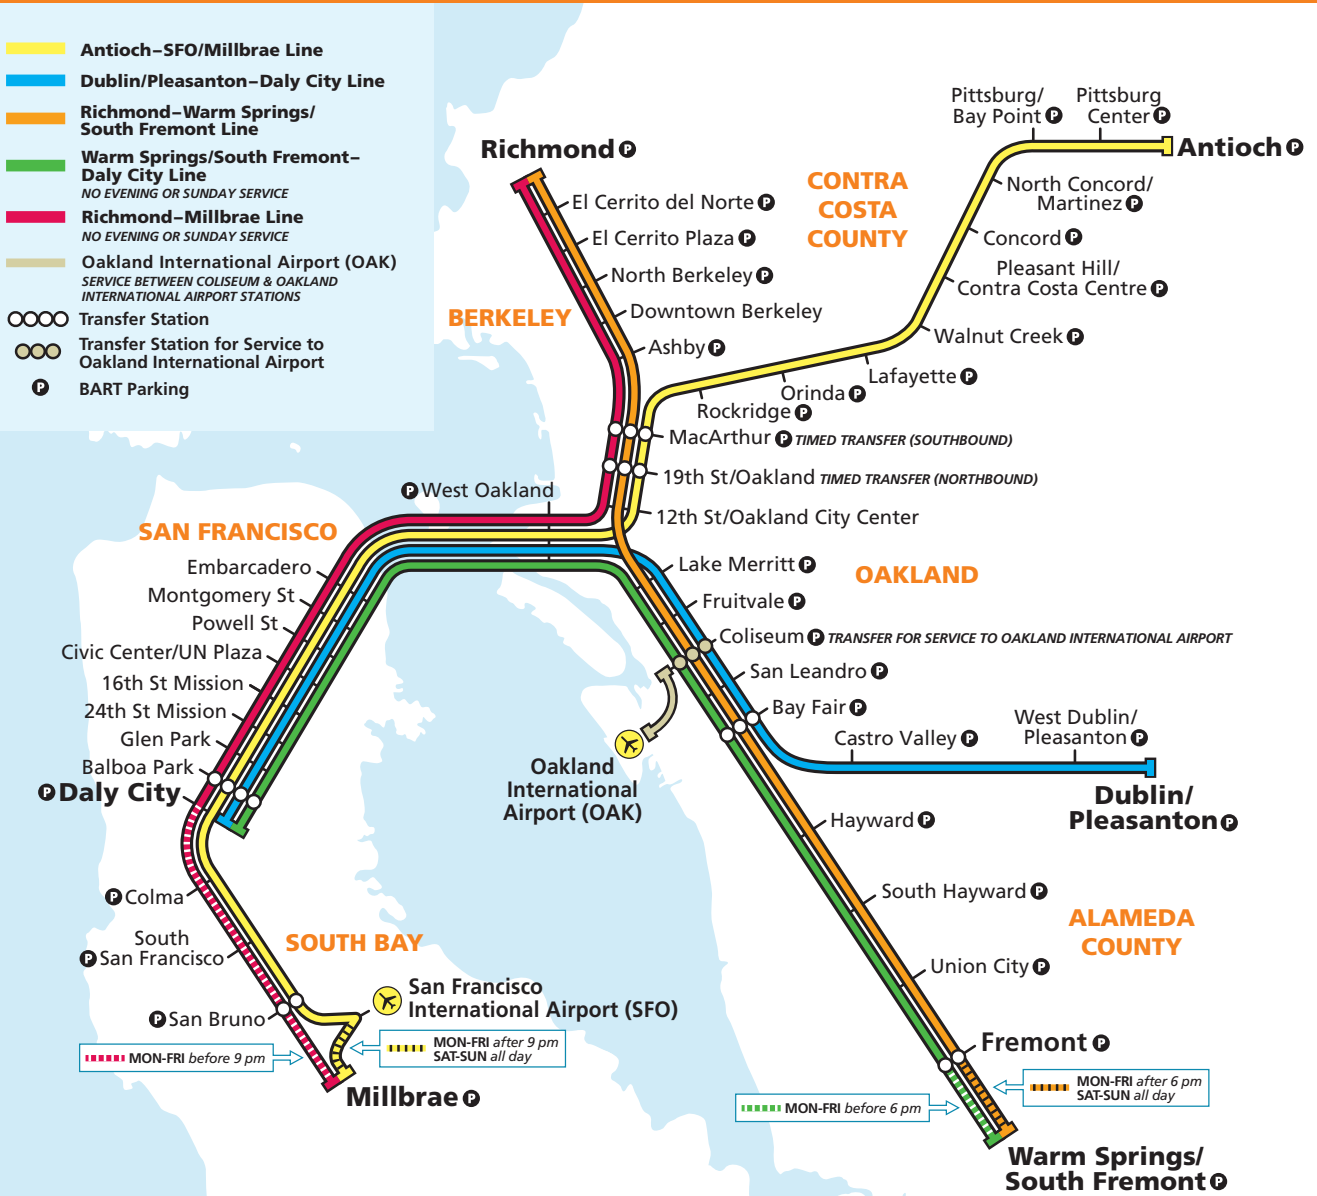 Antioch–SFO/Millbrae Line
Dublin/Pleasanton–Daly City Line
Richmond–Warm Springs/
South Fremont Line
Warm Springs/South Fremont–
Daly City Line
NO EVENING OR SUNDAY SERVICE
Richmond–Millbrae Line
NO EVENING OR SUNDAY SERVICE
Oakland International Airport (OAK)
SERVICE BETWEEN COLISEUM & OAKLAND
INTERNATIONAL AIRPORT STATIONS
Transfer Station
Transfer Station for Service to
Oakland International Airport
P BART Parking
Richmond P
El Cerrito del Norte P
El Cerrito Plaza P
North Berkeley P
Downtown Berkeley
Ashby P
BERKELEY
CONTRA
COSTA
COUNTY
Pittsburg/
Bay Point P
Pittsburg
Center P
Antioch P
North Concord/
Martinez P
Concord P
Pleasant Hill/
Contra Costa Centre P
Walnut Creek P
Lafayette P
Orinda P
Rockridge P
MacArthur P TIMED TRANSFER (SOUTHBOUND)
19th St/Oakland TIMED TRANSFER (NORTHBOUND)
12th St/Oakland City Center
P West Oakland
SAN FRANCISCO
Embarcadero
Montgomery St
Powell St
Civic Center/UN Plaza
16th St Mission
24th St Mission
Glen Park
Balboa Park
P Daly City
OAKLAND
Lake Merritt P
Fruitvale P
Coliseum P TRANSFER FOR SERVICE TO OAKLAND INTERNATIONAL AIRPORT
San Leandro P
Bay Fair P
Castro Valley P
West Dublin/
Pleasanton P
Dublin/
Pleasanton P
Oakland
International
Airport (OAK)
Hayward P
South Hayward P
ALAMEDA
COUNTY
Union City P
Fremont P
MON-FRI after 6 pm
SAT-SUN all day
MON-FRI before 6 pm
Warm Springs/
South Fremont P
P Colma
South
P San Francisco
SOUTH BAY
P San Bruno
San Francisco
International Airport (SFO)
MON-FRI before 9 pm
MON-FRI after 9 pm
SAT-SUN all day
Millbrae P